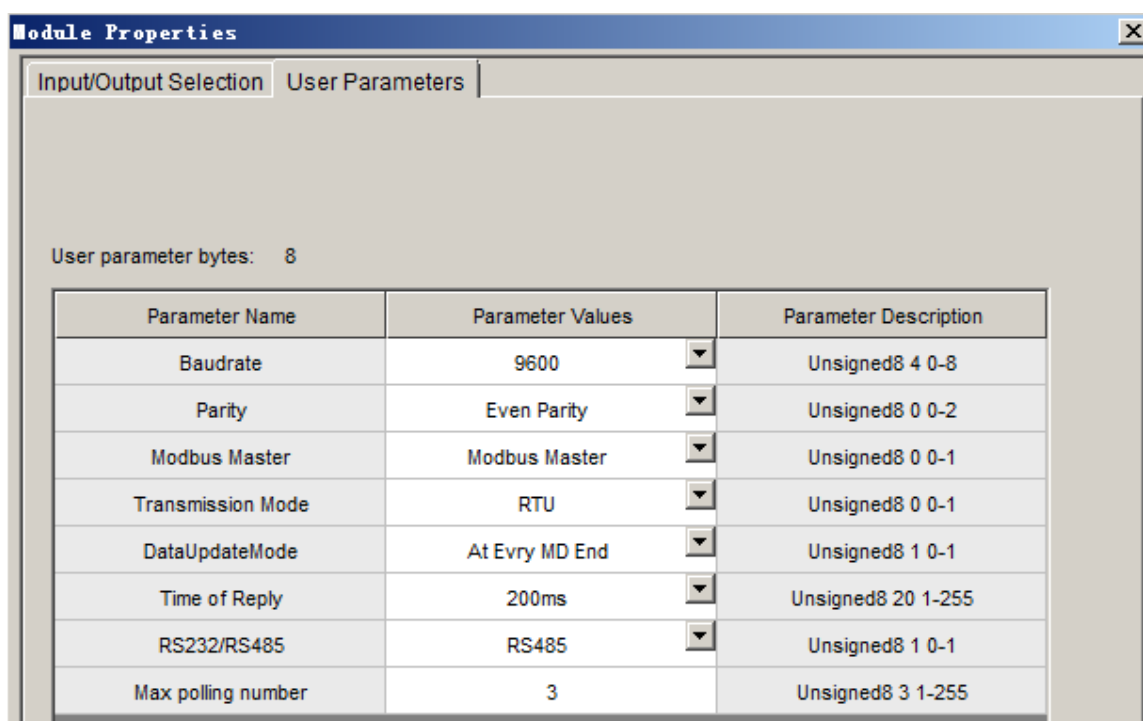 Module Properties
Input/Output Selection User Parameters
User parameter bytes: 8
Parameter Name Parameter Values Parameter Description
Baudrate 9600 Unsigned8 4 0-8
Parity Even Parity Unsigned8 0 0-2
Modbus Master Modbus Master Unsigned8 0 0-1
Transmission Mode RTU Unsigned8 0 0-1
DataUpdateMode At Evry MD End Unsigned8 1 0-1
Time of Reply 200ms Unsigned8 20 1-255
RS232/RS485 RS485 Unsigned8 1 0-1
Max polling number 3 Unsigned8 3 1-255